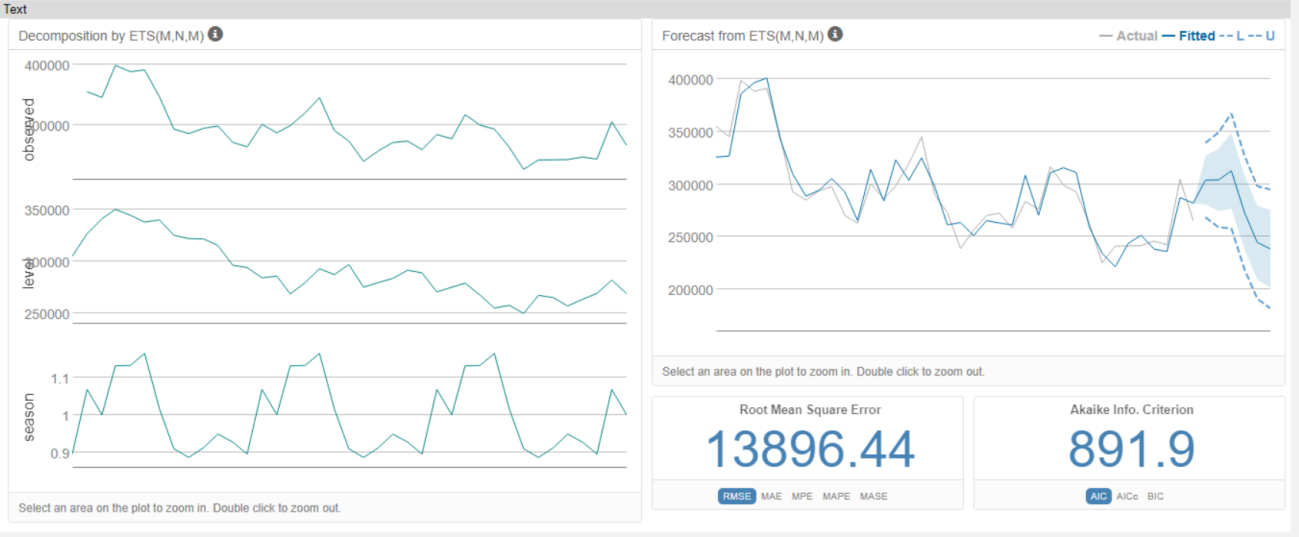 Text
Decomposition by ETS(M,N,M)
400000
observed
350000
level
250000
1.1
season
1
0.9
Select an area on the plot to zoom in. Double click to zoom out.
Forecast from ETS(M,N,M)
Actual Fitted L U
400000
350000
300000
250000
200000
Select an area on the plot to zoom in. Double click to zoom out.
Root Mean Square Error
13896.44
RMSE MAE MPE MAPE MASE
Akaike Info. Criterion
891.9
AIC AICc BIC